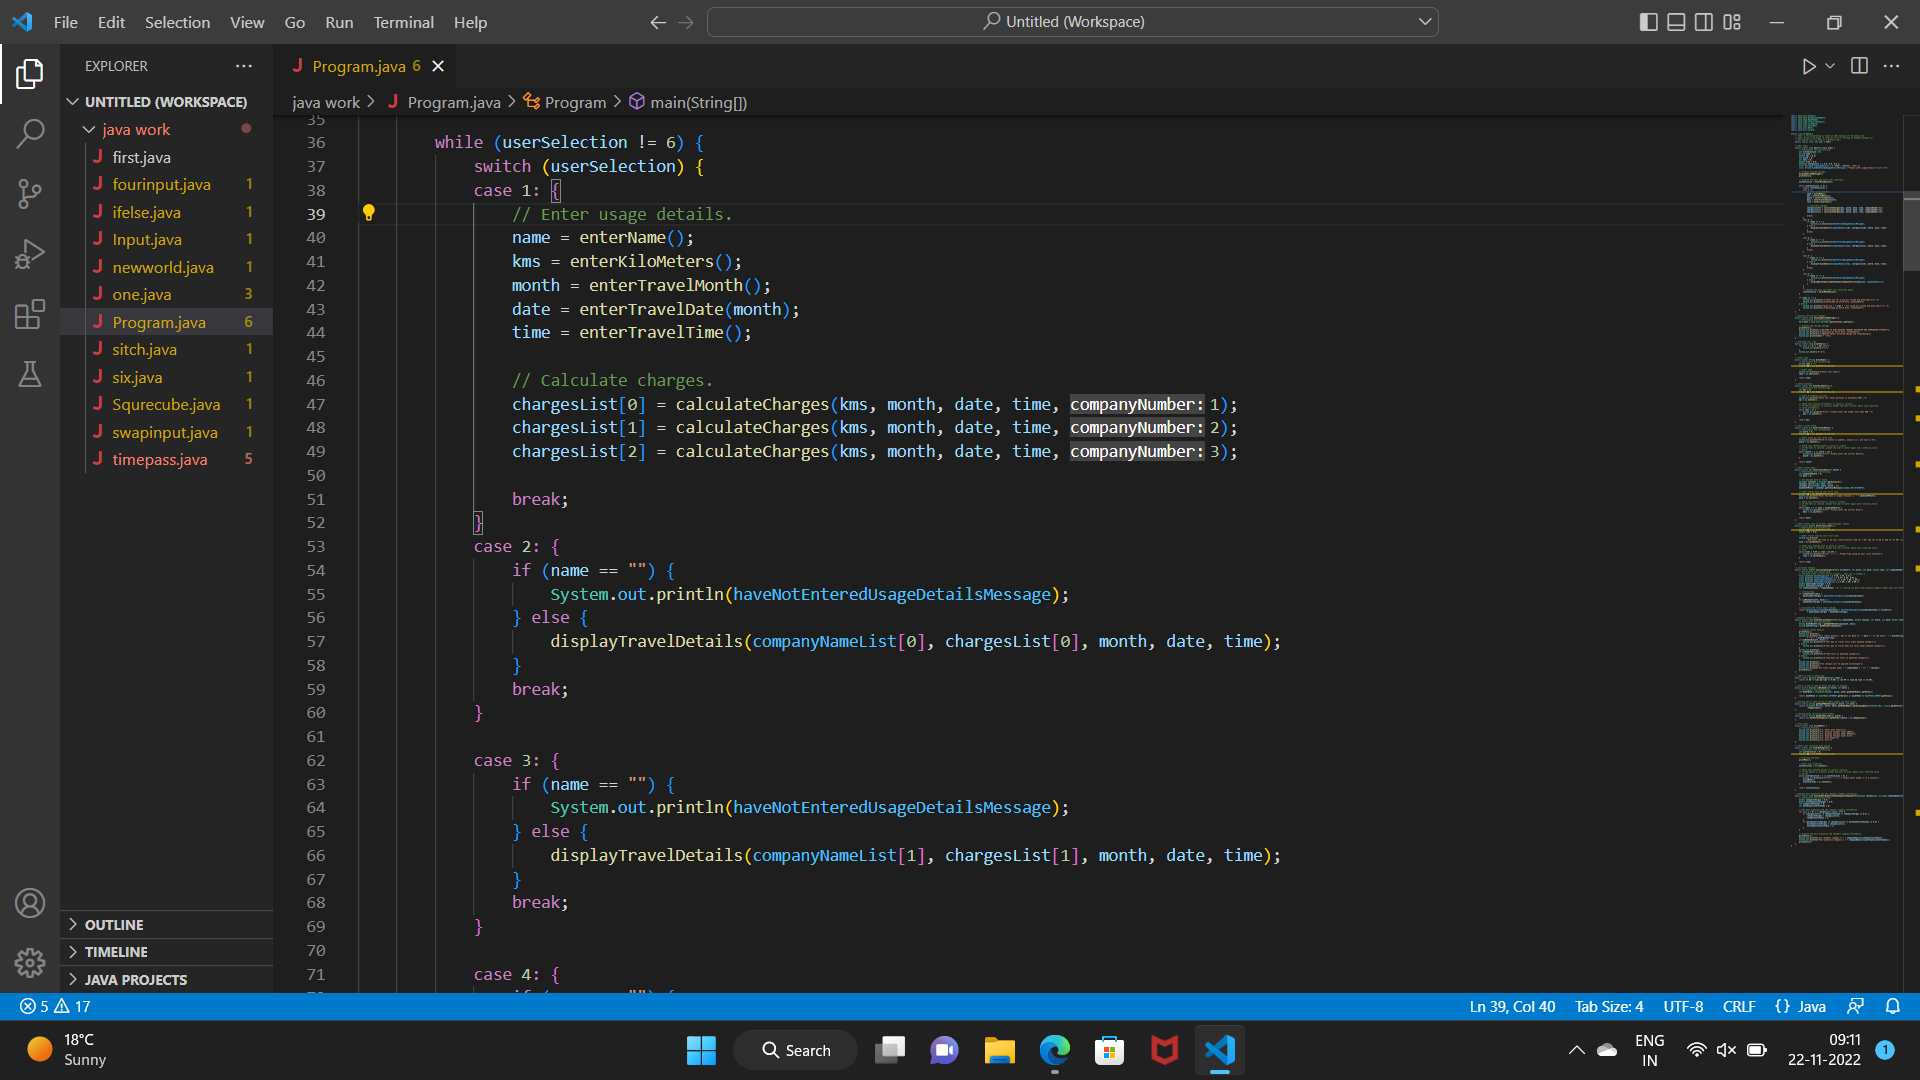 File Edit Selection View Go Run Terminal Help
Untitled (Workspace)
EXPLORER
Program.java 6
UNTITLED (WORKSPACE)
java work > J Program.java > Program > main(String[])
java work
J first.java
J fourinput.java 1
J ifelse.java 1
J Input.java 1
J newworld.java 1
J one.java 3
J Program.java 6
J sitch.java 1
J six.java 1
J Squrecube.java 1
J swapinput.java 1
J timepass.java 5
OUTLINE
TIMELINE
JAVA PROJECTS
35
36 while (userSelection != 6) {
37 switch (userSelection) {
38 case 1: {
39 // Enter usage details.
40 name = enterName();
41 kms = enterKiloMeters();
42 month = enterTravelMonth();
43 date = enterTravelDate(month);
44 time = enterTravelTime();
45
46 // Calculate charges.
47 chargesList[0] = calculateCharges(kms, month, date, time, companyNumber: 1);
48 chargesList[1] = calculateCharges(kms, month, date, time, companyNumber: 2);
49 chargesList[2] = calculateCharges(kms, month, date, time, companyNumber: 3);
50
51 break;
52 }
53 case 2: {
54 if (name == "") {
55 System.out.println(haveNotEnteredUsageDetailsMessage);
56 } else {
57 displayTravelDetails(companyNameList[0], chargesList[0], month, date, time);
58 }
59 break;
60 }
61
62 case 3: {
63 if (name == "") {
64 System.out.println(haveNotEnteredUsageDetailsMessage);
65 } else {
66 displayTravelDetails(companyNameList[1], chargesList[1], month, date, time);
67 }
68 break;
69 }
70
71 case 4: {
5 17
Ln 39, Col 40 Tab Size: 4 UTF-8 CRLF {} Java
18°C
Sunny
Search
ENG
IN
09:11
22-11-2022
1